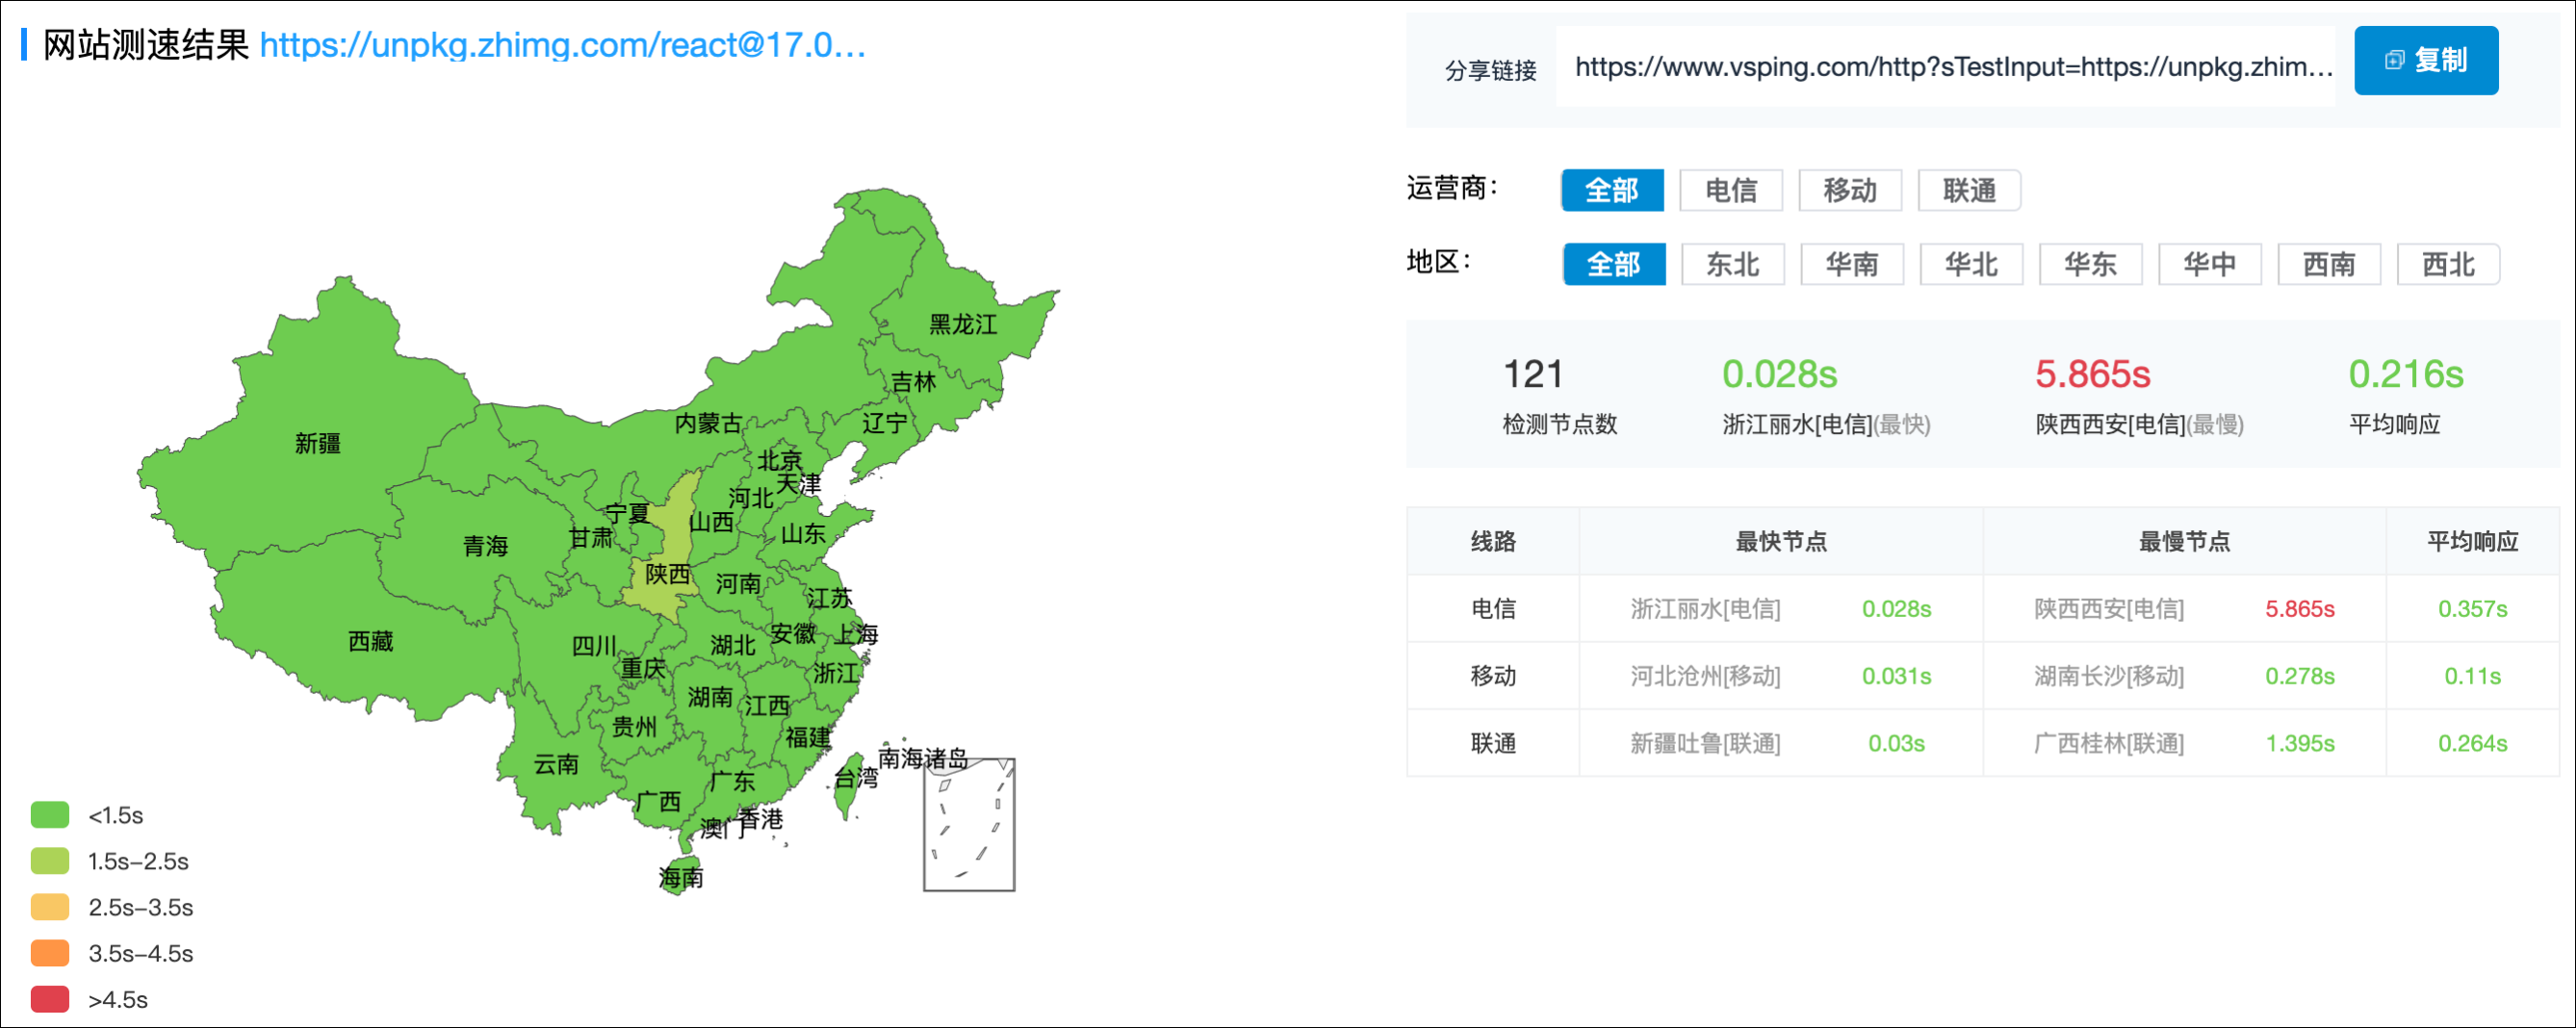 网站测速结果 https://unpkg.zhimg.com/react@17.0...
分享链接 https://www.vsping.com/http?sTestInput=https://unpkg.zhim... 复制
运营商： 全部 电信 移动 联通
地区： 全部 东北 华南 华北 华东 华中 西南 西北
121 0.028s 5.865s 0.216s
检测节点数 浙江丽水[电信](最快) 陕西西安[电信](最慢) 平均响应
线路 最快节点 最慢节点 平均响应
电信 浙江丽水[电信] 0.028s 陕西西安[电信] 5.865s 0.357s
移动 河北沧州[移动] 0.031s 湖南长沙[移动] 0.278s 0.11s
联通 新疆吐鲁[联通] 0.03s 广西桂林[联通] 1.395s 0.264s
黑龙江
吉林
内蒙古
辽宁
新疆
北京
天津
河北
宁夏
山西
山东
甘肃
青海
陕西
河南
江苏
安徽
上海
西藏
四川
湖北
重庆
浙江
湖南
江西
贵州
福建
云南
南海诸岛
台湾
广东
广西
香港
澳门
海南
<1.5s
1.5s–2.5s
2.5s–3.5s
3.5s–4.5s
>4.5s